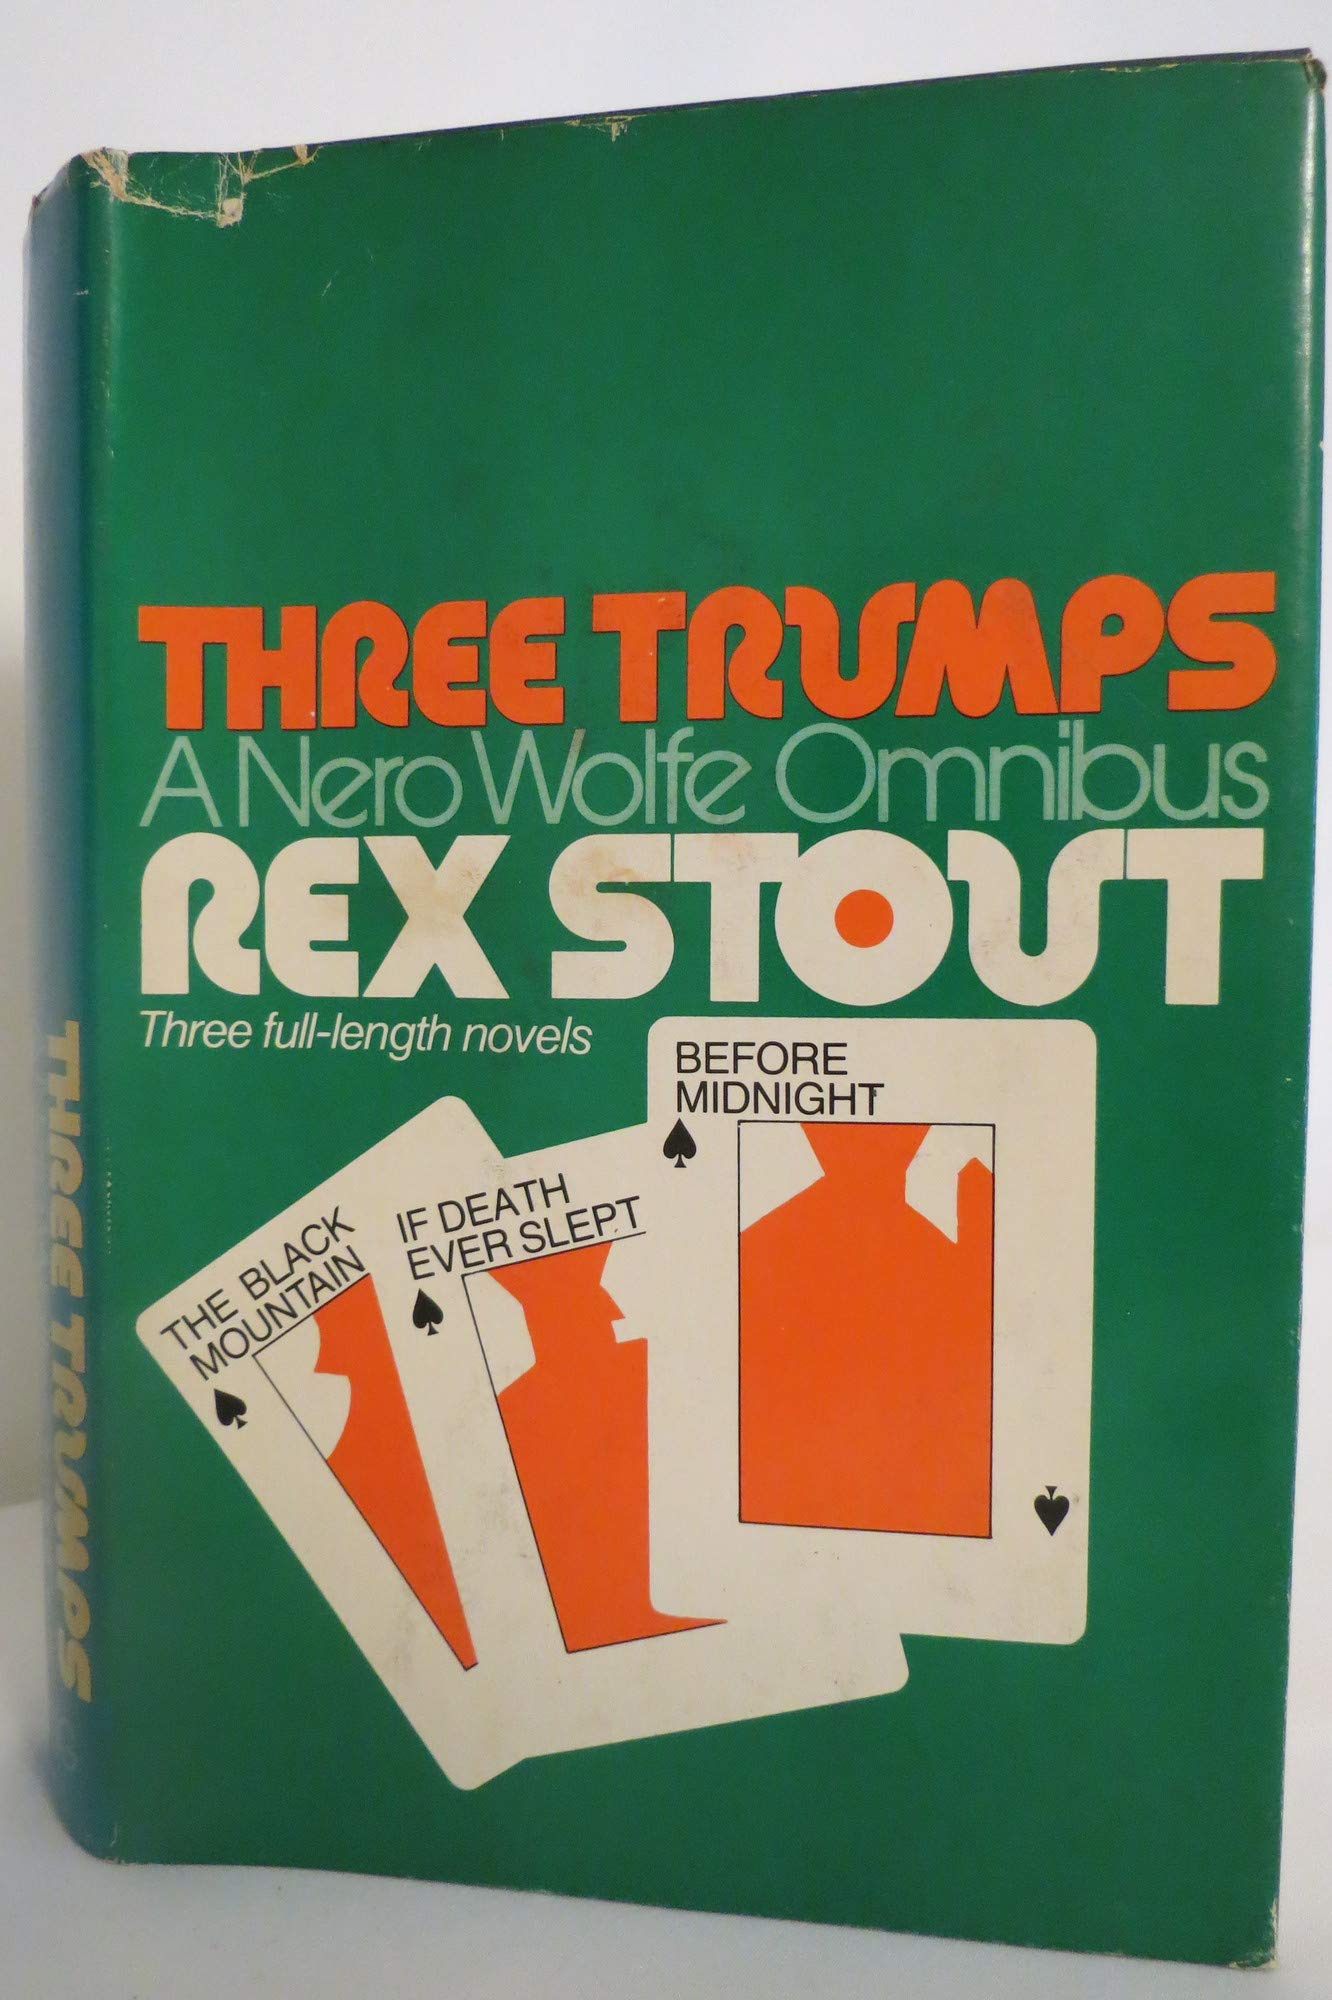 THREE TRUMPS
A Nero Wolfe Omnibus
REX STOUT
Three full-length novels
BEFORE
MIDNIGHT
IF DEATH
EVER SLEPT
THE BLACK
MOUNTAIN
THREE TRUMPS